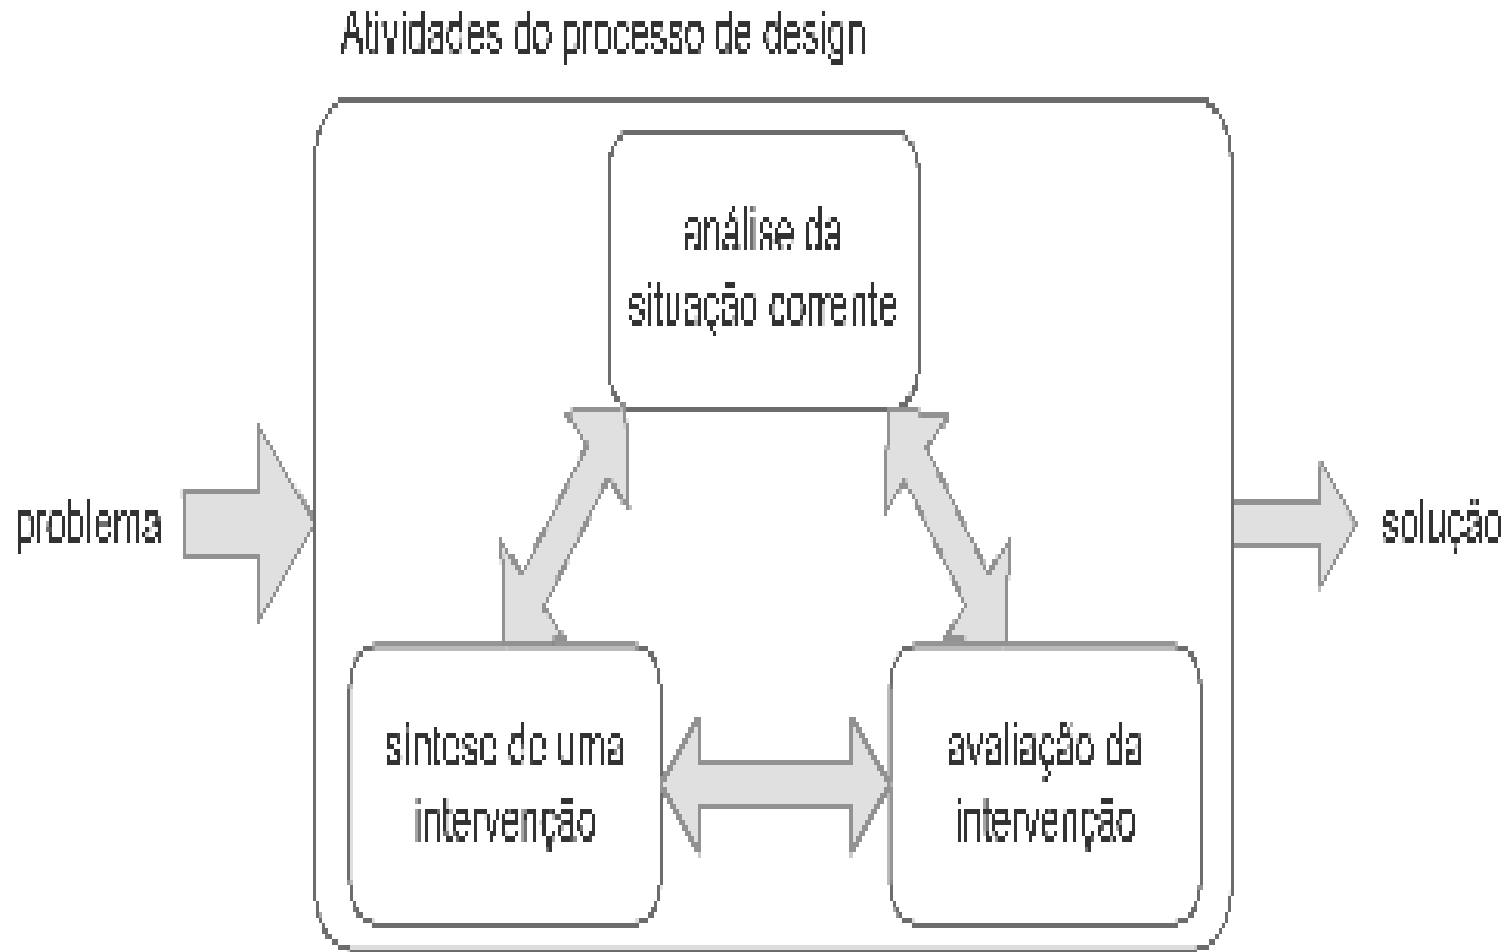 Atividades do processo de design
análise da
situação corrente
problema
solução
síntese de uma
intervenção
avaliação da
intervenção